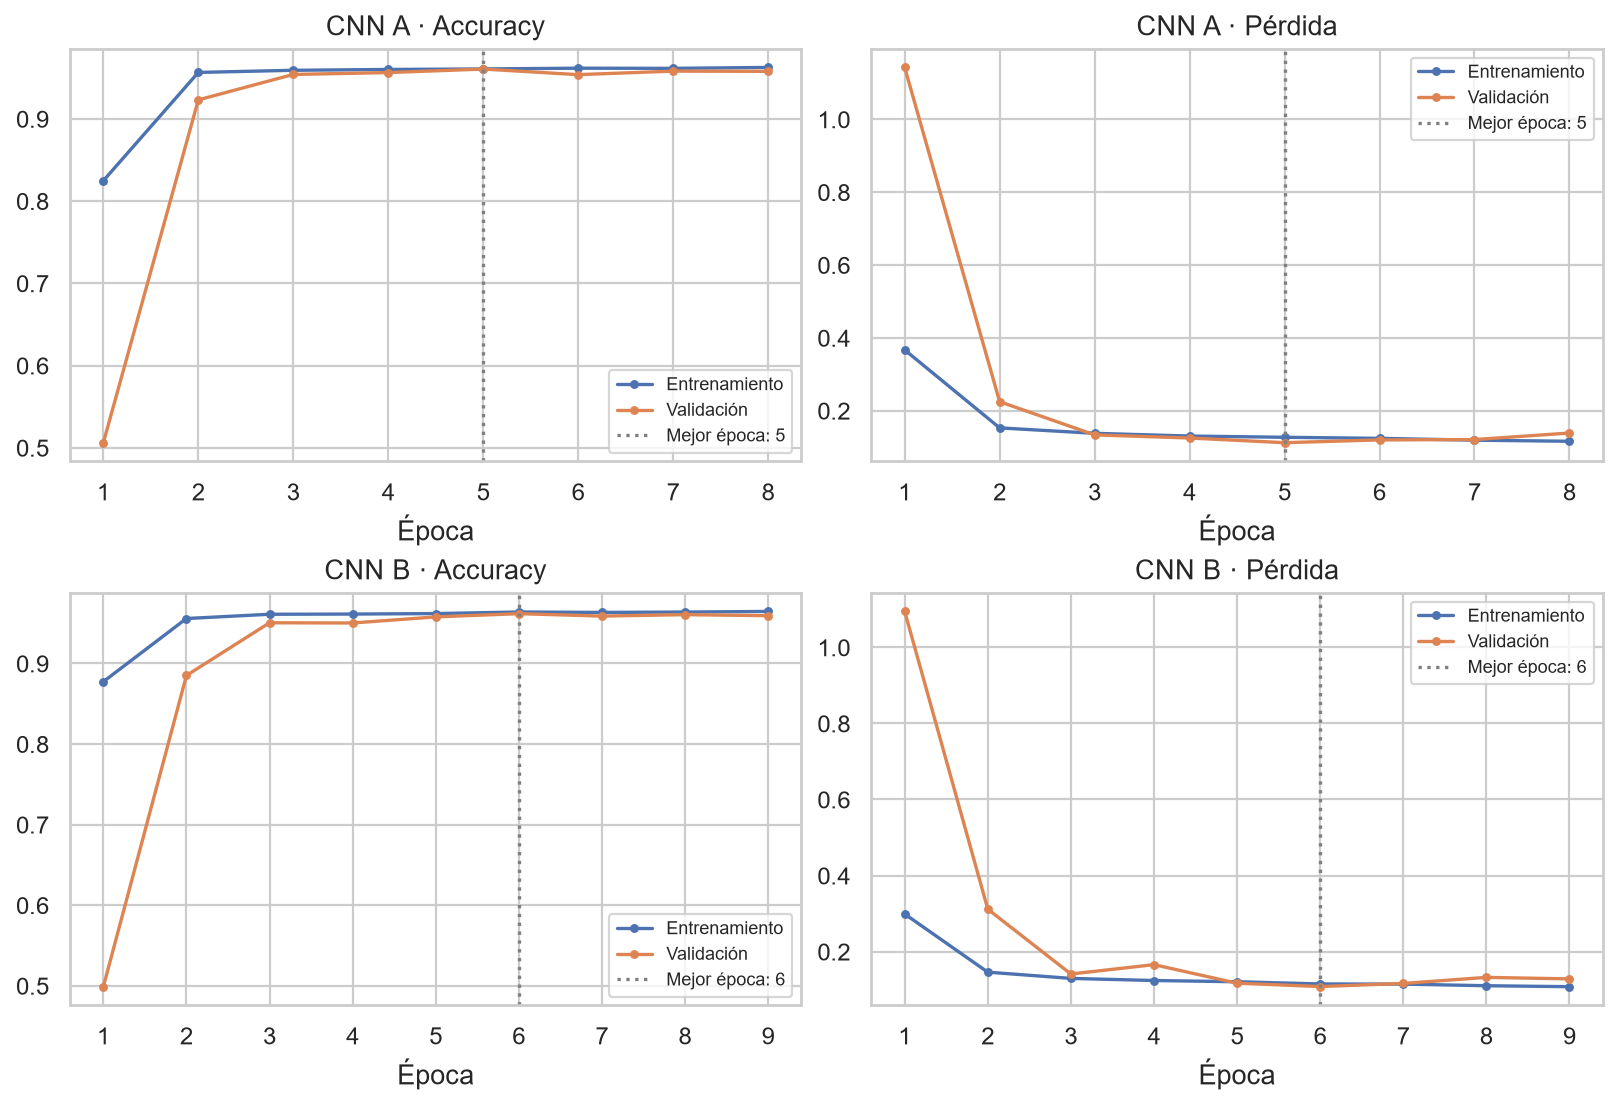 CNN A · Accuracy
0.9
0.8
0.7
0.6
0.5
Entrenamiento
Validación
Mejor época: 5
1 2 3 4 5 6 7 8
Época
CNN A · Pérdida
1.0
0.8
0.6
0.4
0.2
Entrenamiento
Validación
Mejor época: 5
1 2 3 4 5 6 7 8
Época
CNN B · Accuracy
0.9
0.8
0.7
0.6
0.5
Entrenamiento
Validación
Mejor época: 6
1 2 3 4 5 6 7 8 9
Época
CNN B · Pérdida
1.0
0.8
0.6
0.4
0.2
Entrenamiento
Validación
Mejor época: 6
1 2 3 4 5 6 7 8 9
Época